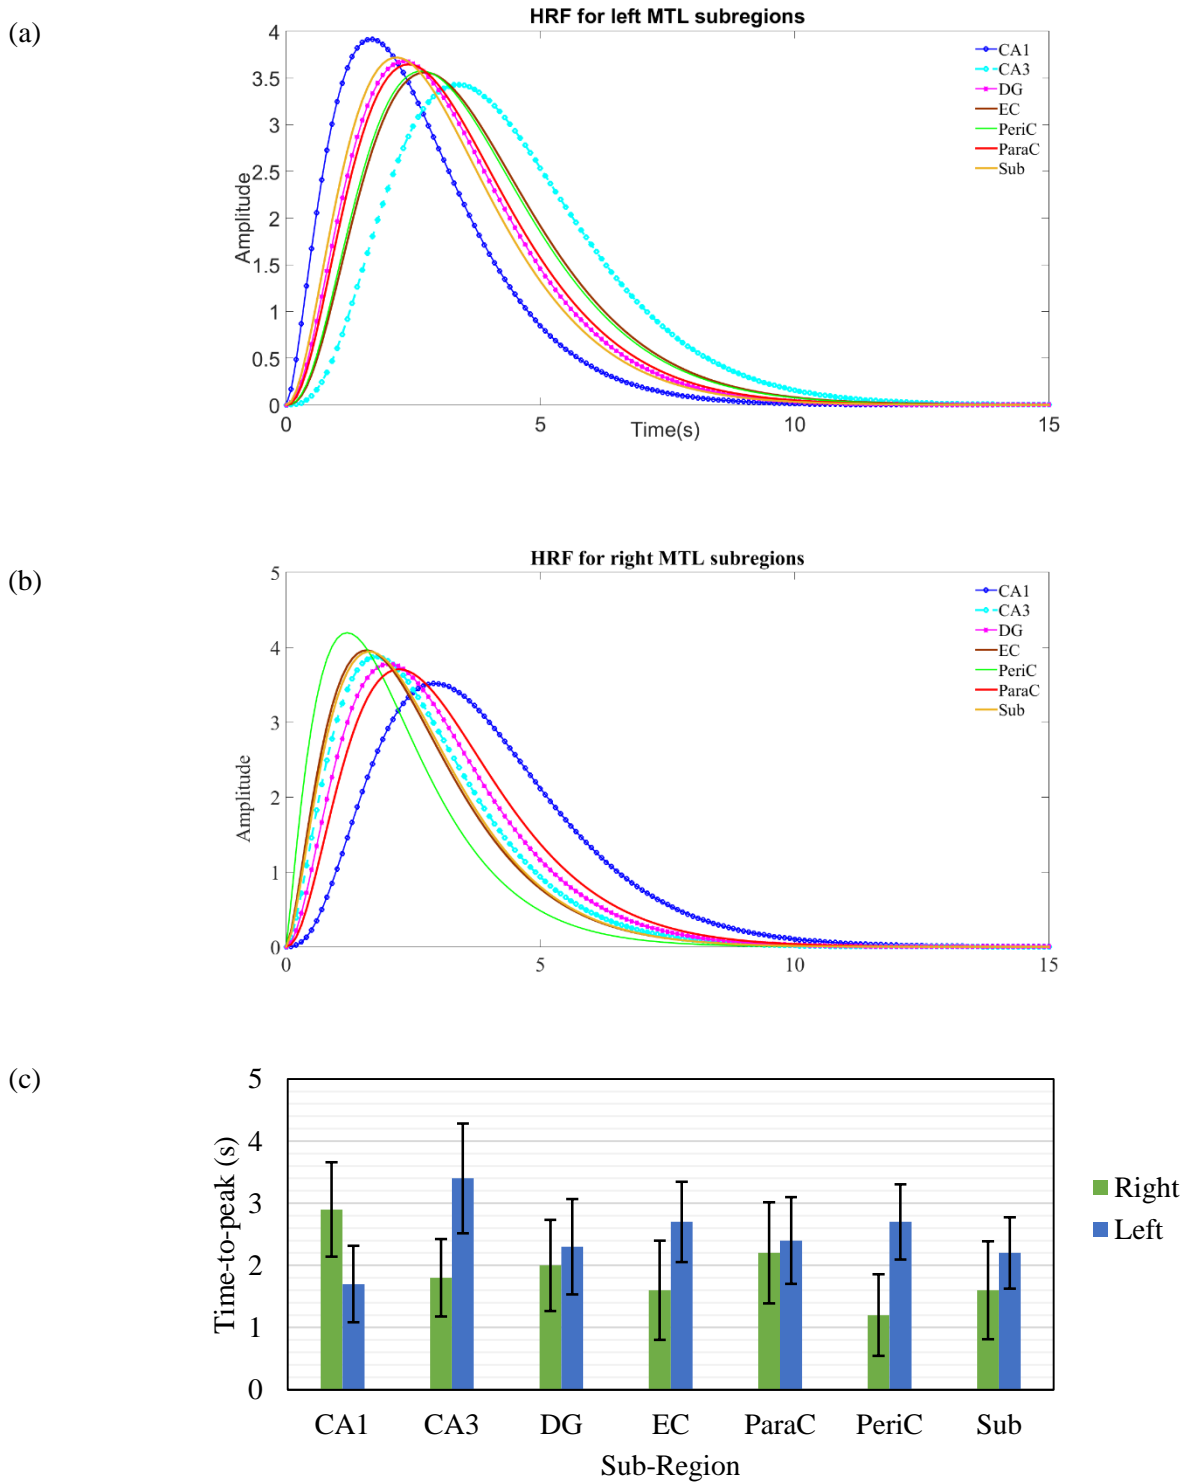 (a)
HRF for left MTL subregions
Amplitude
4
3.5
3
2.5
2
1.5
1
0.5
0
0 5 10 15
Time(s)
CA1
CA3
DG
EC
PeriC
ParaC
Sub
(b)
HRF for right MTL subregions
Amplitude
5
4
3
2
1
0
0 5 10 15
CA1
CA3
DG
EC
PeriC
ParaC
Sub
(c)
Time-to-peak (s)
5
4
3
2
1
0
CA1 CA3 DG EC ParaC PeriC Sub
Sub-Region
Right
Left